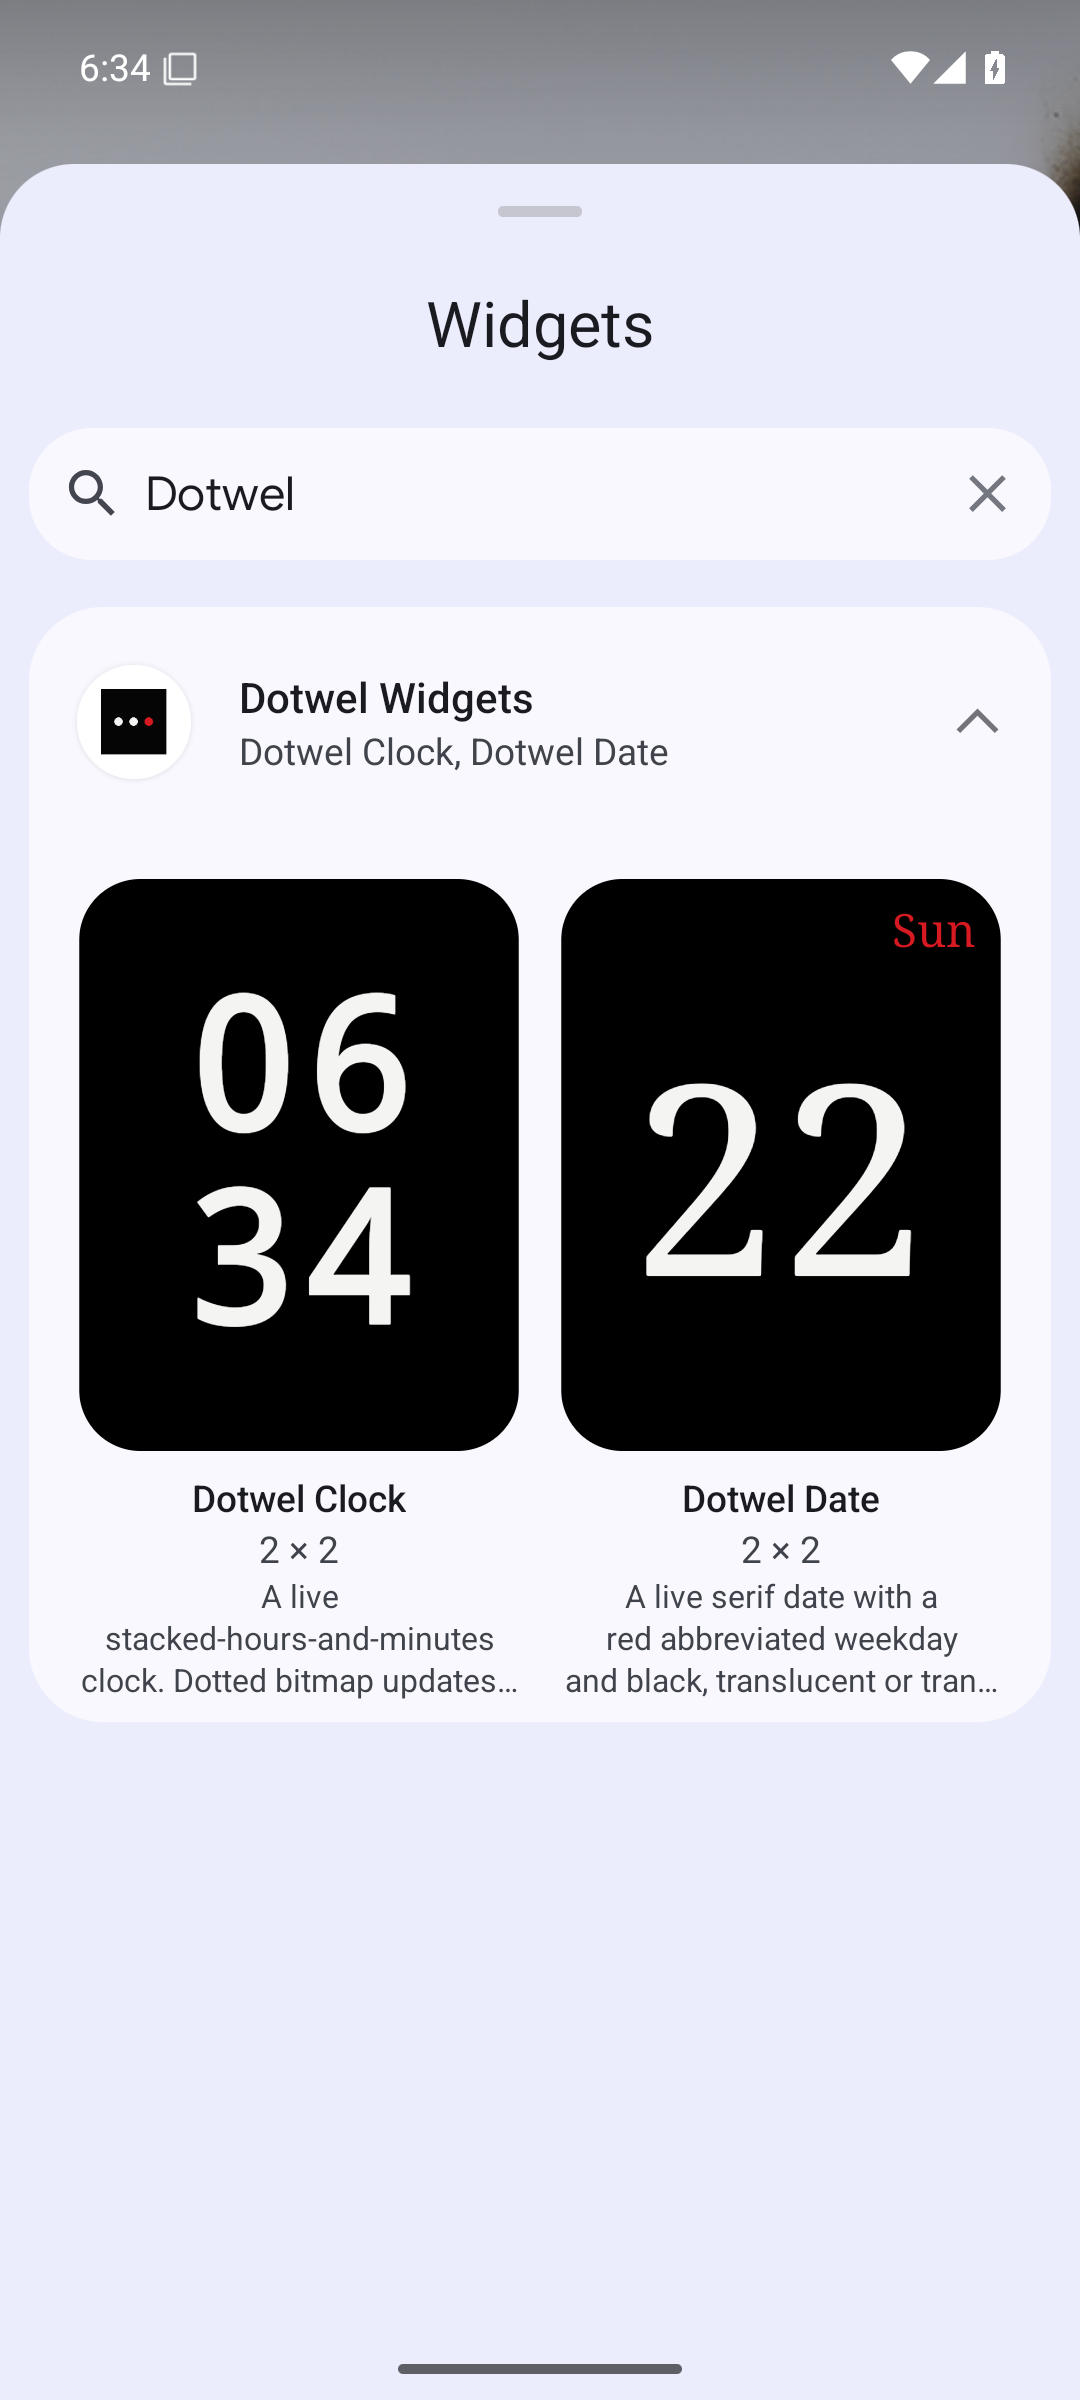 6:34
Widgets
Dotwel
Dotwel Widgets
Dotwel Clock, Dotwel Date
06
34
Sun
22
Dotwel Clock
2 × 2
A live
stacked-hours-and-minutes
clock. Dotted bitmap updates…
Dotwel Date
2 × 2
A live serif date with a
red abbreviated weekday
and black, translucent or tran…